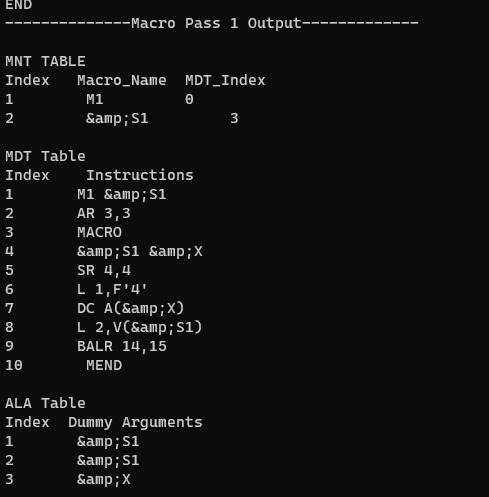 END
--------------Macro Pass 1 Output-------------
MNT TABLE
Index Macro_Name MDT_Index
1 M1 0
2 &amp;S1 3
MDT Table
Index Instructions
1 M1 &amp;S1
2 AR 3,3
3 MACRO
4 &amp;S1 &amp;X
5 SR 4,4
6 L 1,F'4'
7 DC A(&amp;X)
8 L 2,V(&amp;S1)
9 BALR 14,15
10 MEND
ALA Table
Index Dummy Arguments
1 &amp;S1
2 &amp;S1
3 &amp;X